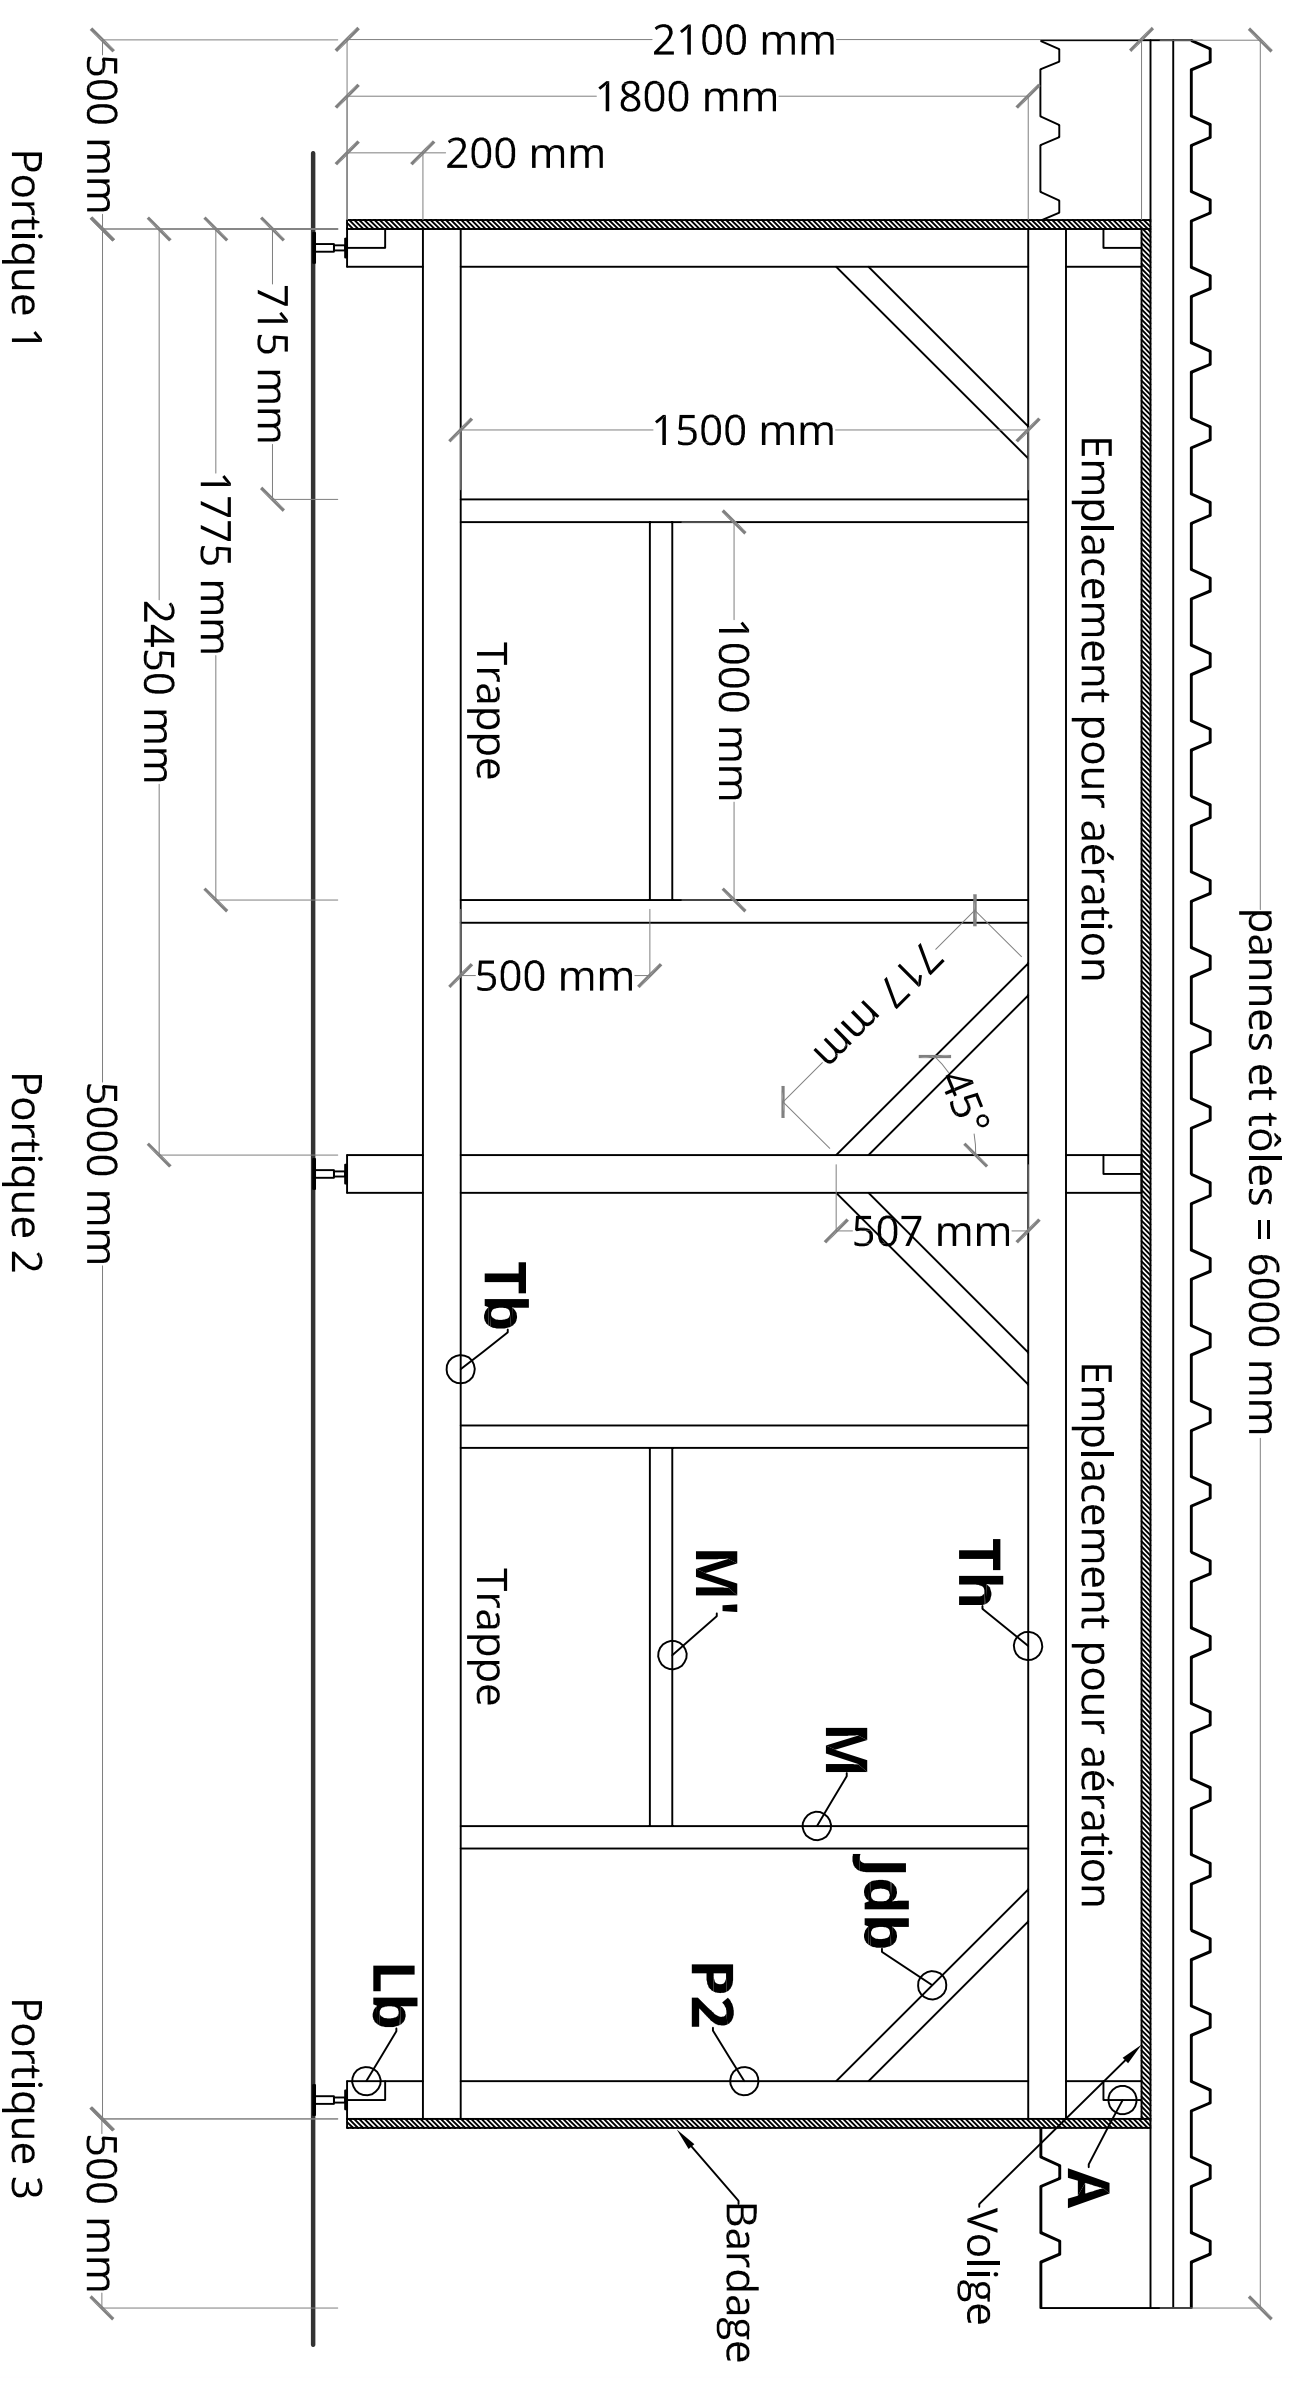 pannes et tôles = 6000 mm
2100 mm
1800 mm
200 mm
Emplacement pour aération
Emplacement pour aération
Volige
A
Th
1500 mm
1000 mm
717 mm
45°
507 mm
500 mm
M
M'
Jdb
P2
Bardage
Tb
Trappe
Trappe
Lb
715 mm
1775 mm
2450 mm
500 mm
5000 mm
500 mm
Portique 1
Portique 2
Portique 3